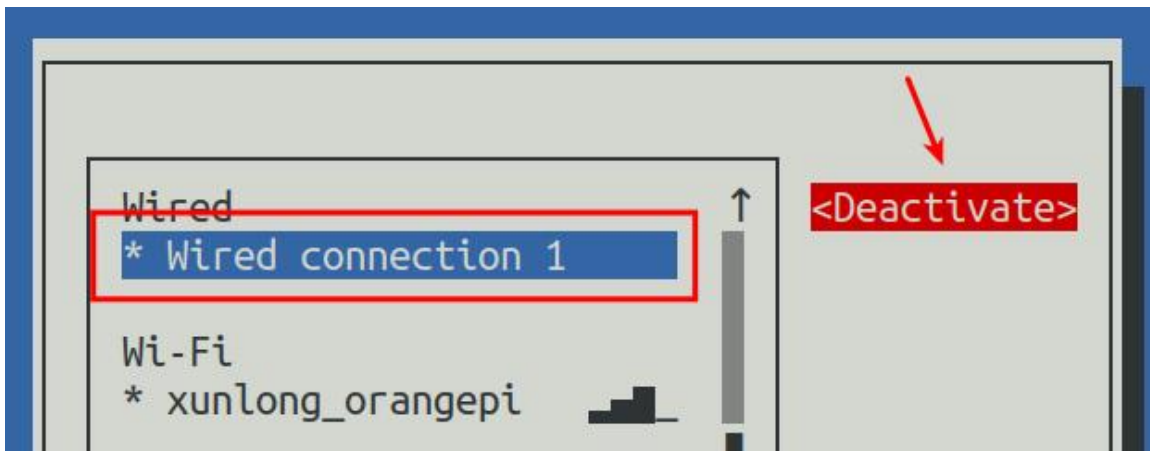 Wired
* Wired connection 1
<Deactivate>
Wi-Fi
* xunlong_orangepi